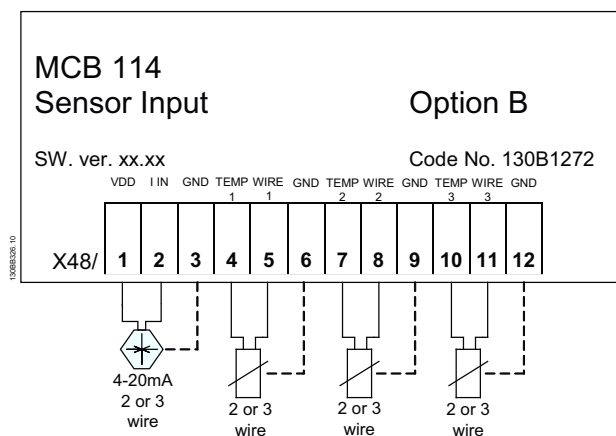 MCB 114
Sensor Input
Option B
SW. ver. xx.xx
Code No. 130B1272
VDD I IN GND TEMP WIRE GND TEMP WIRE GND TEMP WIRE GND
1 1 2 2 3 3
X48/ 1 2 3 4 5 6 7 8 9 10 11 12
130BB326.10
4-20mA
2 or 3
wire
2 or 3
wire
2 or 3
wire
2 or 3
wire